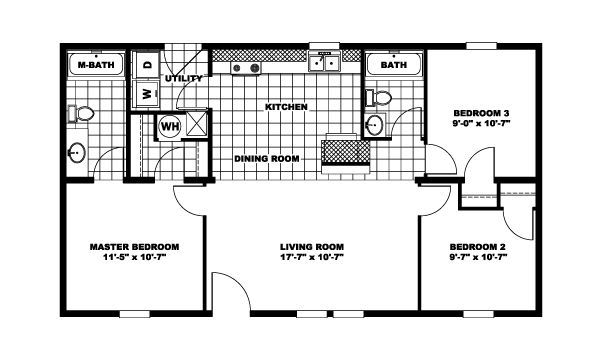 M-BATH
D
UTILITY
W
WH
KITCHEN
DINING ROOM
BATH
BEDROOM 3
9'-0" x 10'-7"
MASTER BEDROOM
11'-5" x 10'-7"
LIVING ROOM
17'-7" x 10'-7"
BEDROOM 2
9'-7" x 10'-7"